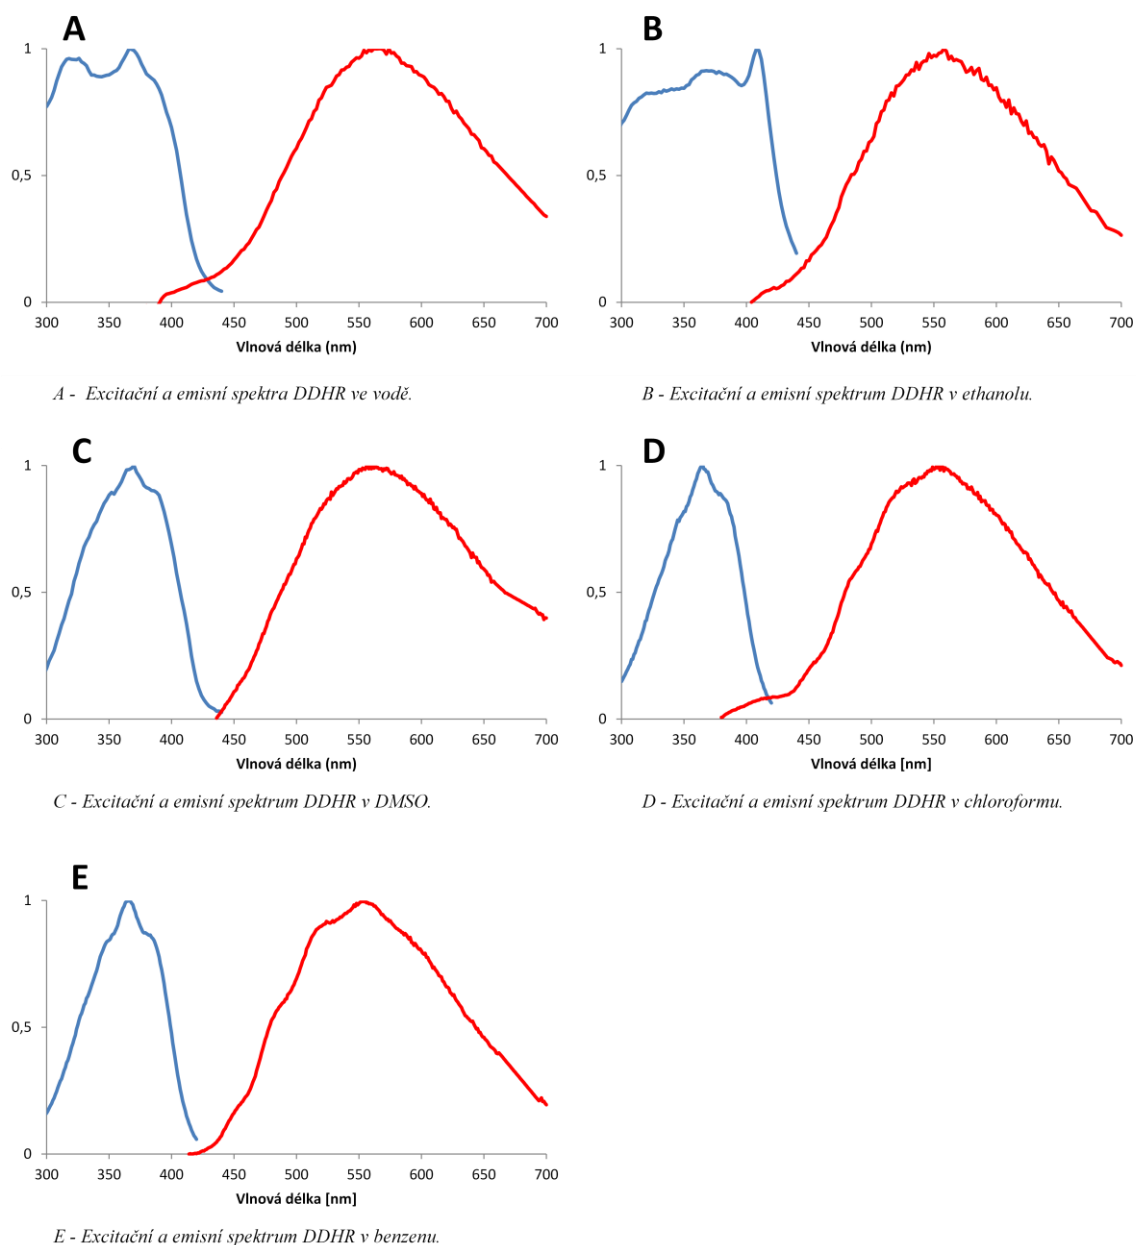 A
1
0,5
0
300 350 400 450 500 550 600 650 700
Vlnová délka (nm)
A - Excitační a emisní spektra DDHR ve vodě.
B
1
0,5
0
300 350 400 450 500 550 600 650 700
Vlnová délka (nm)
B - Excitační a emisní spektrum DDHR v ethanolu.
C
1
0,5
0
300 350 400 450 500 550 600 650 700
Vlnová délka (nm)
C - Excitační a emisní spektrum DDHR v DMSO.
D
1
0,5
0
300 350 400 450 500 550 600 650 700
Vlnová délka [nm]
D - Excitační a emisní spektrum DDHR v chloroformu.
E
1
0,5
0
300 350 400 450 500 550 600 650 700
Vlnová délka [nm]
E - Excitační a emisní spektrum DDHR v benzenu.